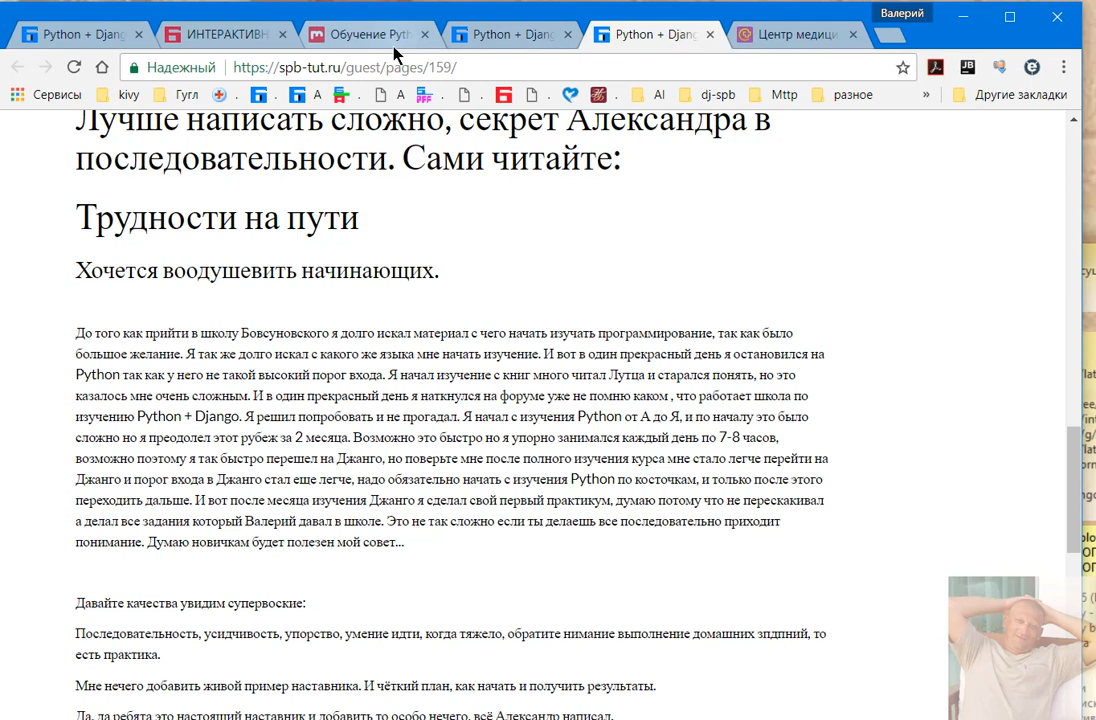 Валерий
Python + Djang
ИНТЕРАКТИВН
Обучение Pyth
Python + Djang
Python + Djang
Центр медици
Надежный https://spb-tut.ru/guest/pages/159/
Сервисы kivy Гугл . . A . A . . . AI dj-spb Mttp разное » Другие закладки
Лучше написать сложно, секрет Александра в
последовательности. Сами читайте:
Трудности на пути
Хочется воодушевить начинающих.
До того как прийти в школу Бовсуновского я долго искал материал с чего начать изучать программирование, так как было
большое желание. Я так же долго искал с какого же языка мне начать изучение. И вот в один прекрасный день я остановился на
Python так как у него не такой высокий порог входа. Я начал изучение с книг много читал Лутца и старался понять, но это
казалось мне очень сложным. И в один прекрасный день я наткнулся на форуме уже не помню каком , что работает школа по
изучению Python + Django. Я решил попробовать и не прогадал. Я начал с изучения Python от А до Я, и по началу это было
сложно но я преодолел этот рубеж за 2 месяца. Возможно это быстро но я упорно занимался каждый день по 7-8 часов,
возможно поэтому я так быстро перешел на Джанго, но поверьте мне после полного изучения курса мне стало легче перейти на
Джанго и порог входа в Джанго стал еще легче, надо обязательно начать с изучения Python по косточкам, и только после этого
переходить дальше. И вот после месяца изучения Джанго я сделал свой первый практикум, думаю потому что не перескакивал
а делал все задания который Валерий давал в школе. Это не так сложно если ты делаешь все последовательно приходит
понимание. Думаю новичкам будет полезен мой совет...
Давайте качества увидим супервоские:
Последовательность, усидчивость, упорство, умение идти, когда тяжело, обратите нимание выполнение домашних зпдпний, то
есть практика.
Мне нечего добавить живой пример наставника. И чёткий план, как начать и получить результаты.
Да, да ребята это настоящий наставник и добавить то особо нечего, всё Александр написал.